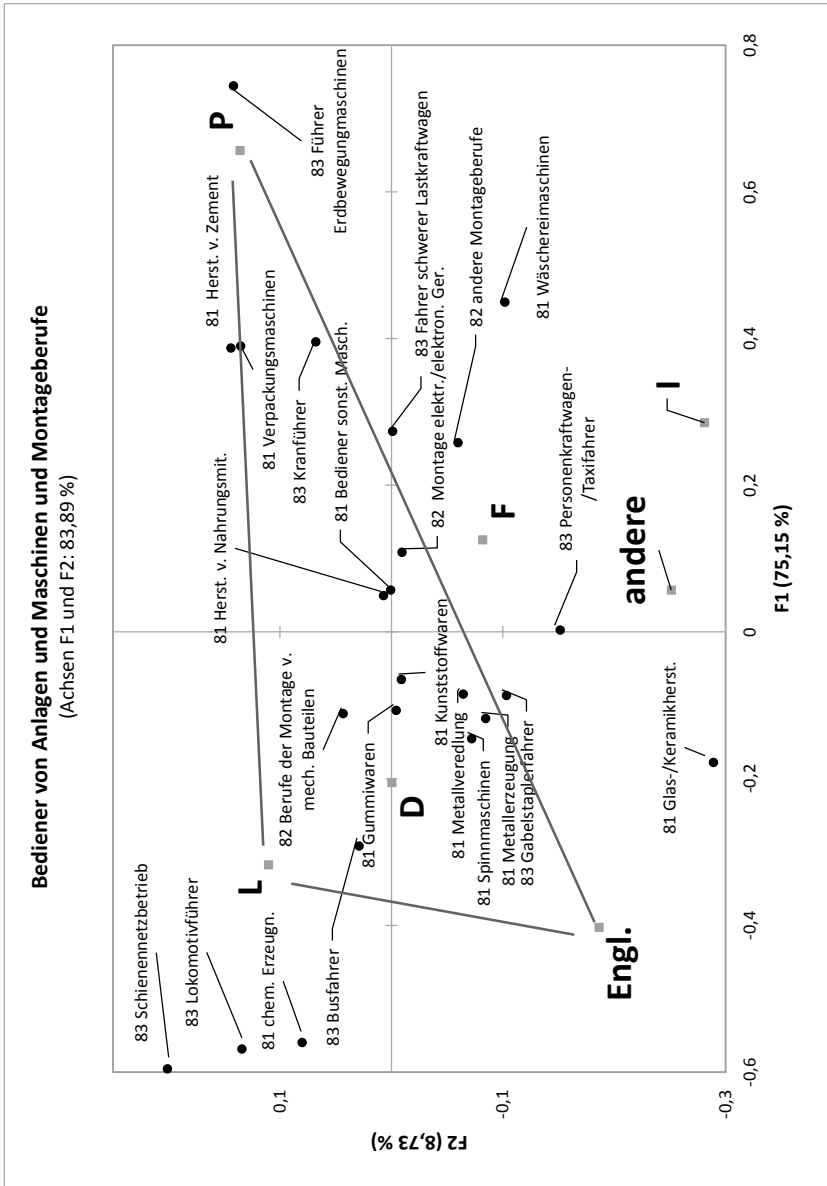 Bediener von Anlagen und Maschinen und Montageberufe
(Achsen F1 und F2: 83,89 %)
83 Schienennetzbetrieb
83 Lokomotivführer
81 chem. Erzeugn.
83 Busfahrer
L
82 Berufe der Montage v.
mech. Bauteilen
81 Gummiwaren
D
81 Kunststoffwaren
81 Metallveredlung
81 Spinnmaschinen
81 Metallerzeugung
83 Gabelstaplerfahrer
Engl.
81 Glas-/Keramikherst.
81 Herst. v. Nahrungsmit.
81 Bediener sonst. Masch.
82 Montage elektr./elektron. Ger.
81 Herst. v. Zement
81 Verpackungsmaschinen
83 Kranführer
83 Fahrer schwerer Lastkraftwagen
82 andere Montageberufe
81 Wäschereimaschinen
83 Führer
Erdbewegungmaschinen
P
F
83 Personenkraftwagen-
/Taxifahrer
andere
I
F2 (8,73 %)
0,1
-0,1
-0,3
-0,6
-0,4
-0,2
0
0,2
0,4
0,6
0,8
F1 (75,15 %)